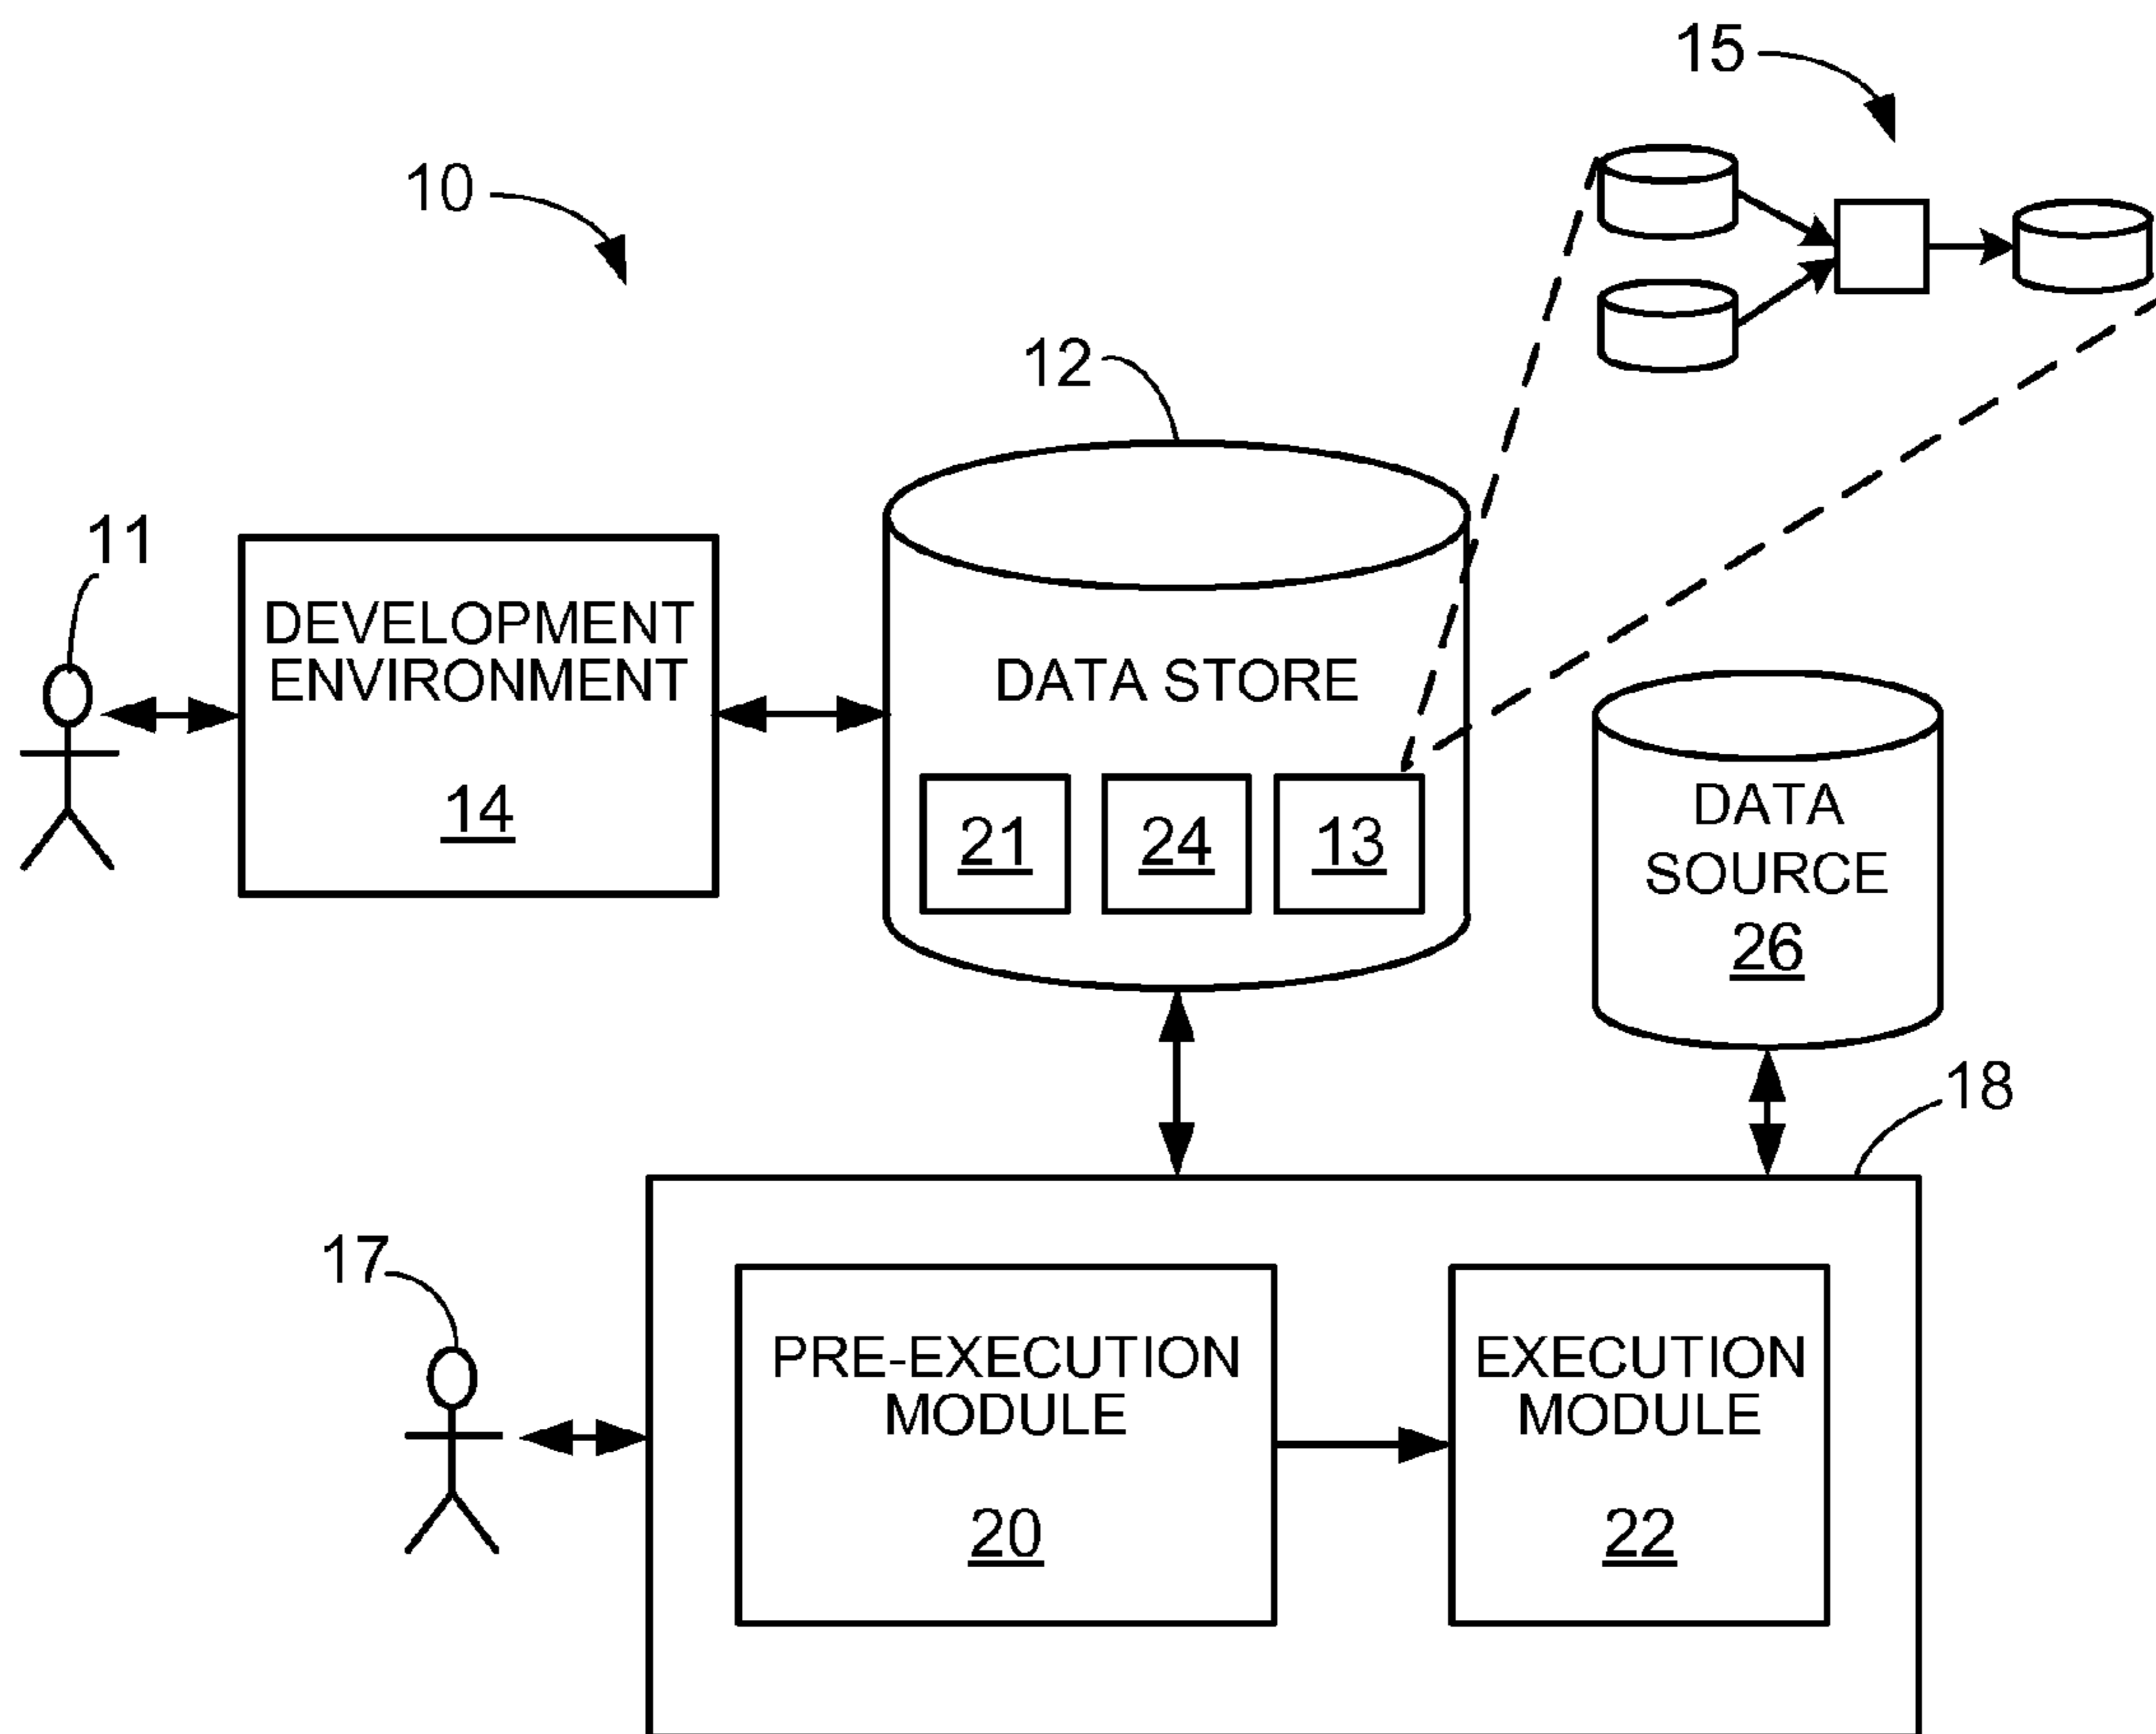 15
10
12
11
DEVELOPMENT
ENVIRONMENT
14
DATA STORE
21
24
13
DATA
SOURCE
26
18
17
PRE-EXECUTION
MODULE
20
EXECUTION
MODULE
22